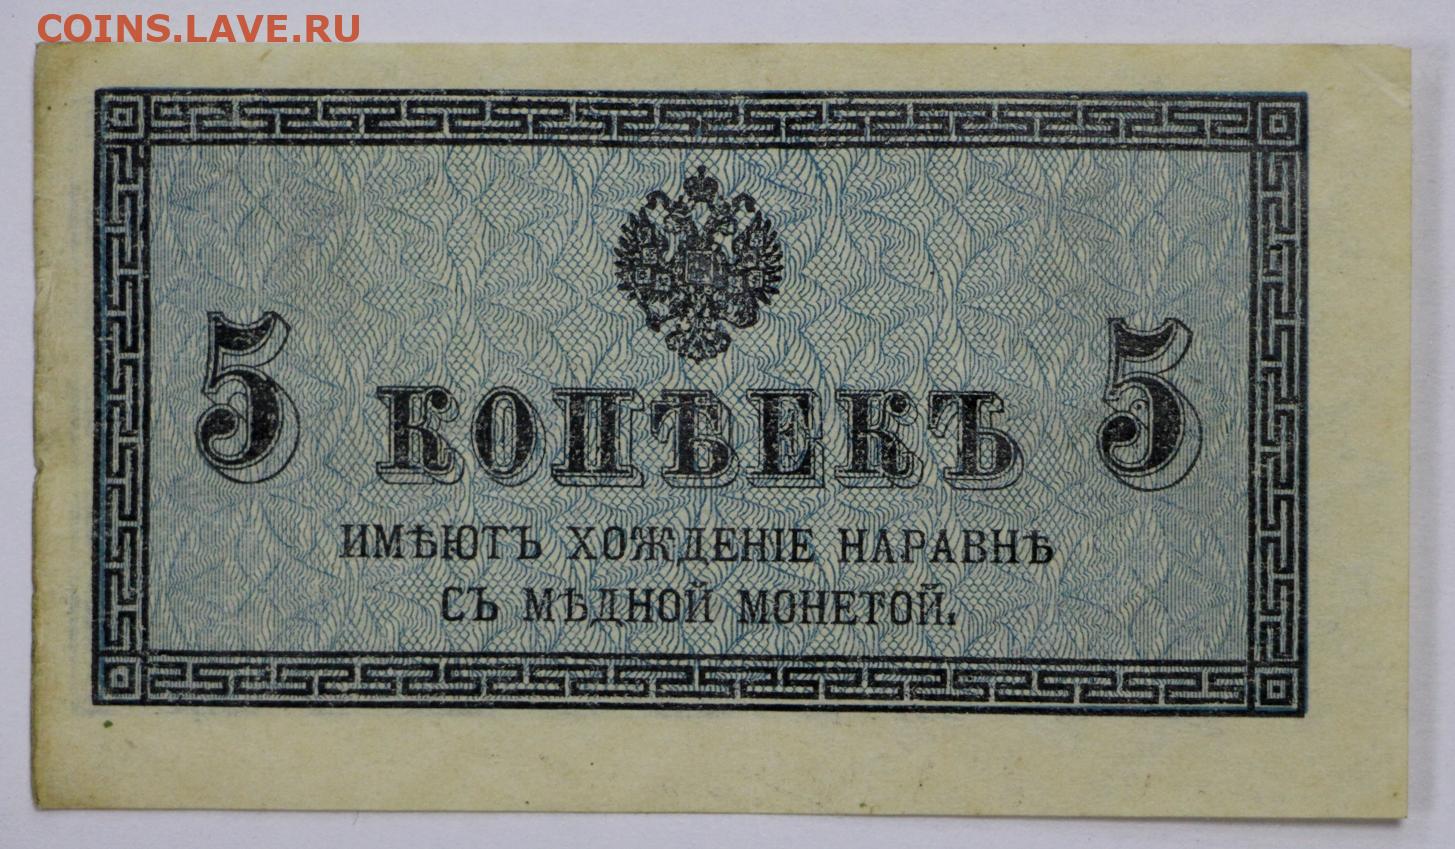 COINS.LAVE.RU
5 КОПѢЕКЪ 5
ИМѢЮТЪ ХОЖДЕНІЕ НАРАВНѢ
СЪ МѢДНОЙ МОНЕТОЙ.